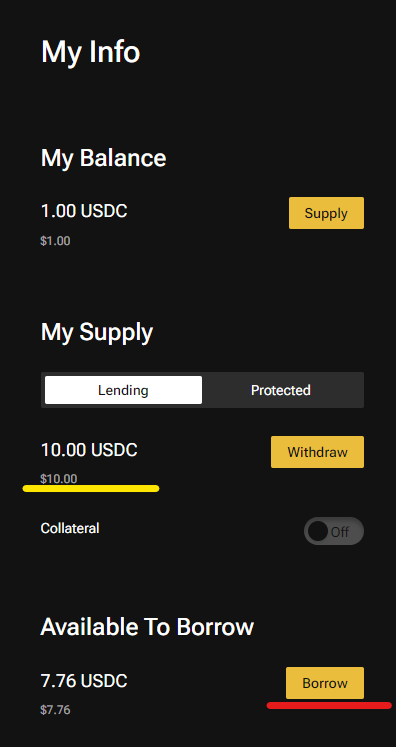 My Info
My Balance
1.00 USDC
Supply
$1.00
My Supply
Lending
Protected
10.00 USDC
Withdraw
$10.00
Collateral
Off
Available To Borrow
7.76 USDC
Borrow
$7.76